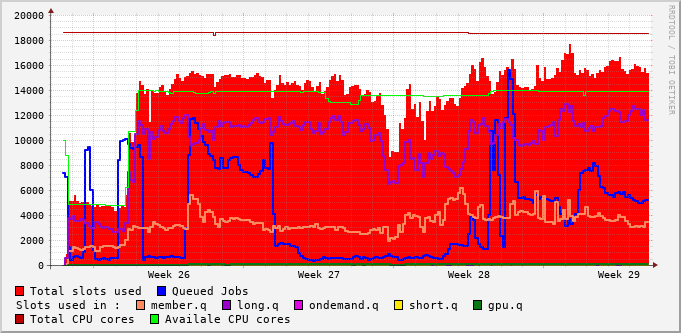 RRDTOOL / TOBI OETIKER
20000
18000
16000
14000
12000
10000
8000
6000
4000
2000
0
Week 26 Week 27 Week 28 Week 29
Total slots used Queued Jobs
Slots used in : member.q long.q ondemand.q short.q gpu.q
Total CPU cores Availale CPU cores